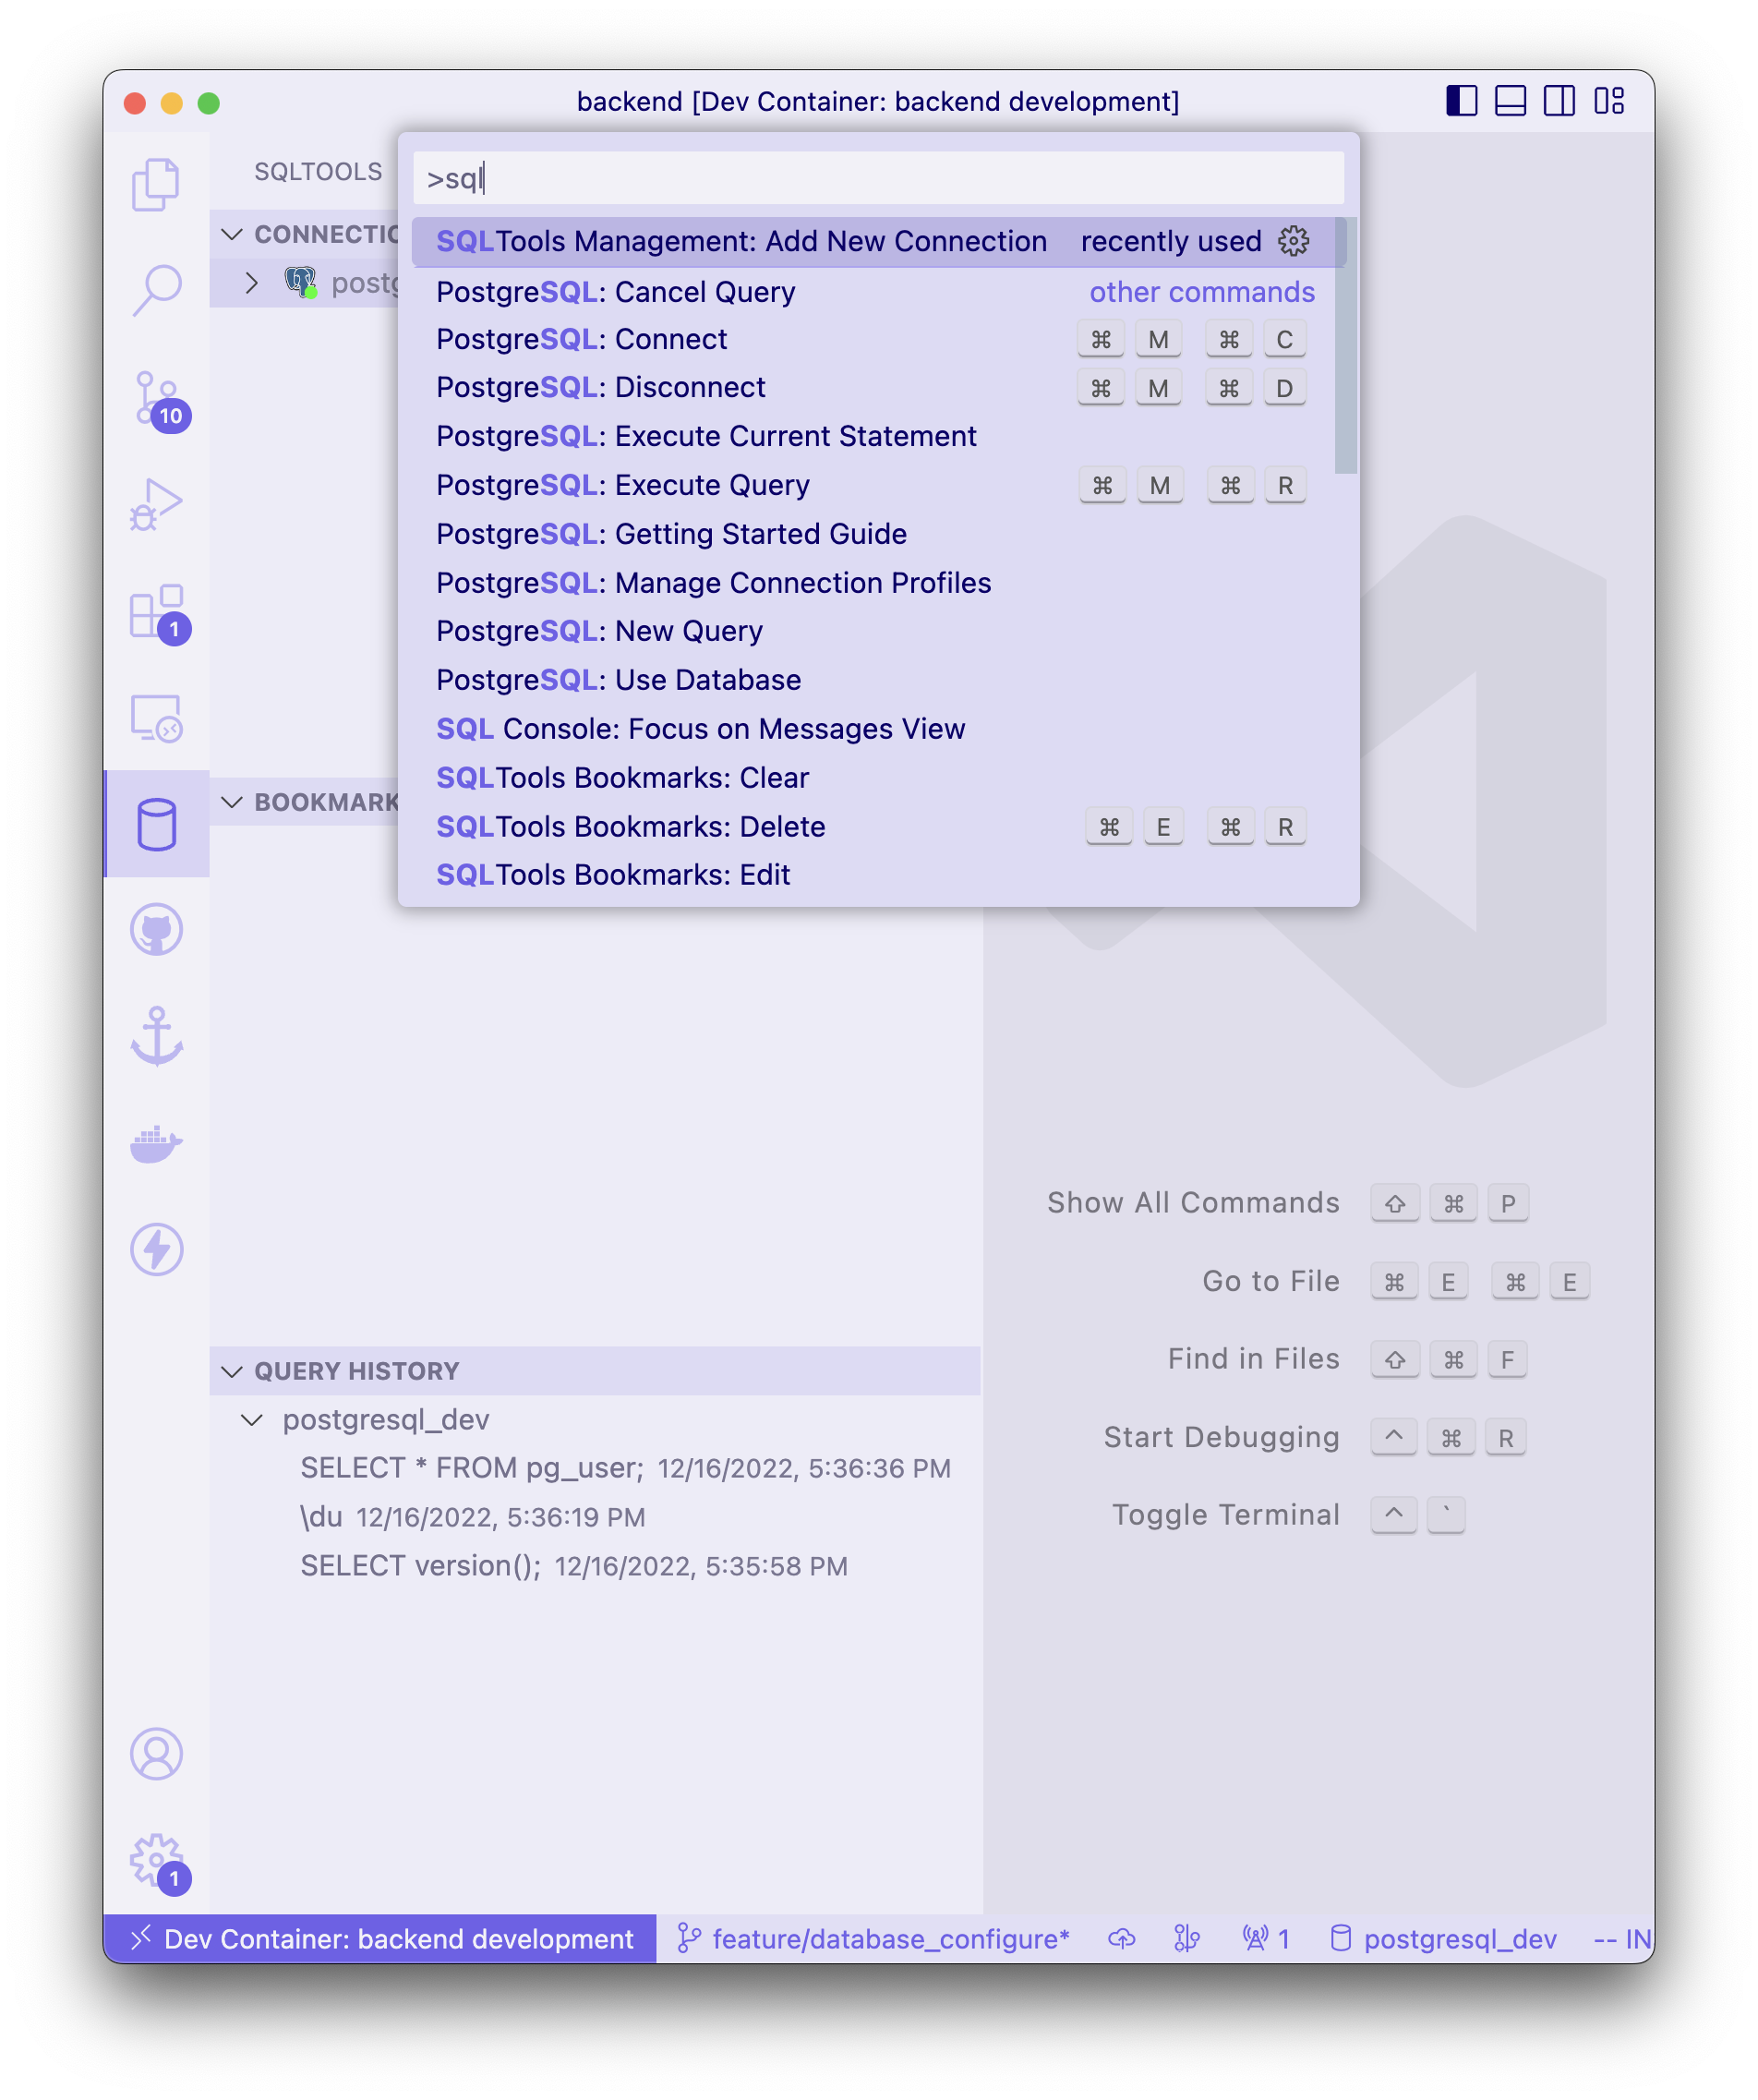 backend [Dev Container: backend development]
SQLTOOLS
>sql
CONNECTIO
postg
SQLTools Management: Add New Connection recently used
PostgreSQL: Cancel Query other commands
PostgreSQL: Connect ⌘ M ⌘ C
PostgreSQL: Disconnect ⌘ M ⌘ D
PostgreSQL: Execute Current Statement
PostgreSQL: Execute Query ⌘ M ⌘ R
PostgreSQL: Getting Started Guide
PostgreSQL: Manage Connection Profiles
PostgreSQL: New Query
PostgreSQL: Use Database
SQL Console: Focus on Messages View
SQLTools Bookmarks: Clear
SQLTools Bookmarks: Delete ⌘ E ⌘ R
SQLTools Bookmarks: Edit
10
1
BOOKMARK
Show All Commands ⇧ ⌘ P
Go to File ⌘ E ⌘ E
Find in Files ⇧ ⌘ F
Start Debugging ^ ⌘ R
Toggle Terminal ^ `
QUERY HISTORY
postgresql_dev
SELECT * FROM pg_user; 12/16/2022, 5:36:36 PM
\du 12/16/2022, 5:36:19 PM
SELECT version(); 12/16/2022, 5:35:58 PM
1
Dev Container: backend development feature/database_configure* 1 postgresql_dev -- IN